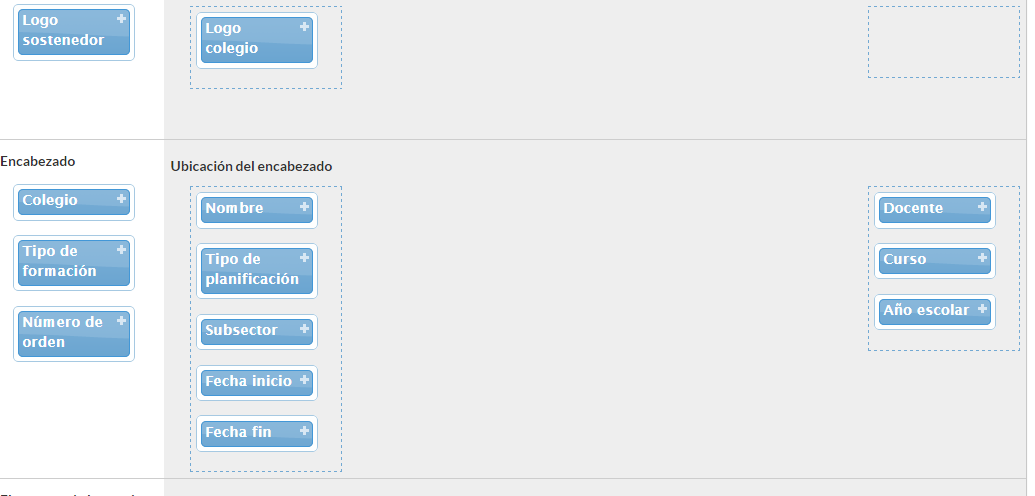 Logo
sostenedor
Logo
colegio
Encabezado
Ubicación del encabezado
Colegio
Tipo de
formación
Número de
orden
Nombre
Tipo de
planificación
Subsector
Fecha inicio
Fecha fin
Docente
Curso
Año escolar